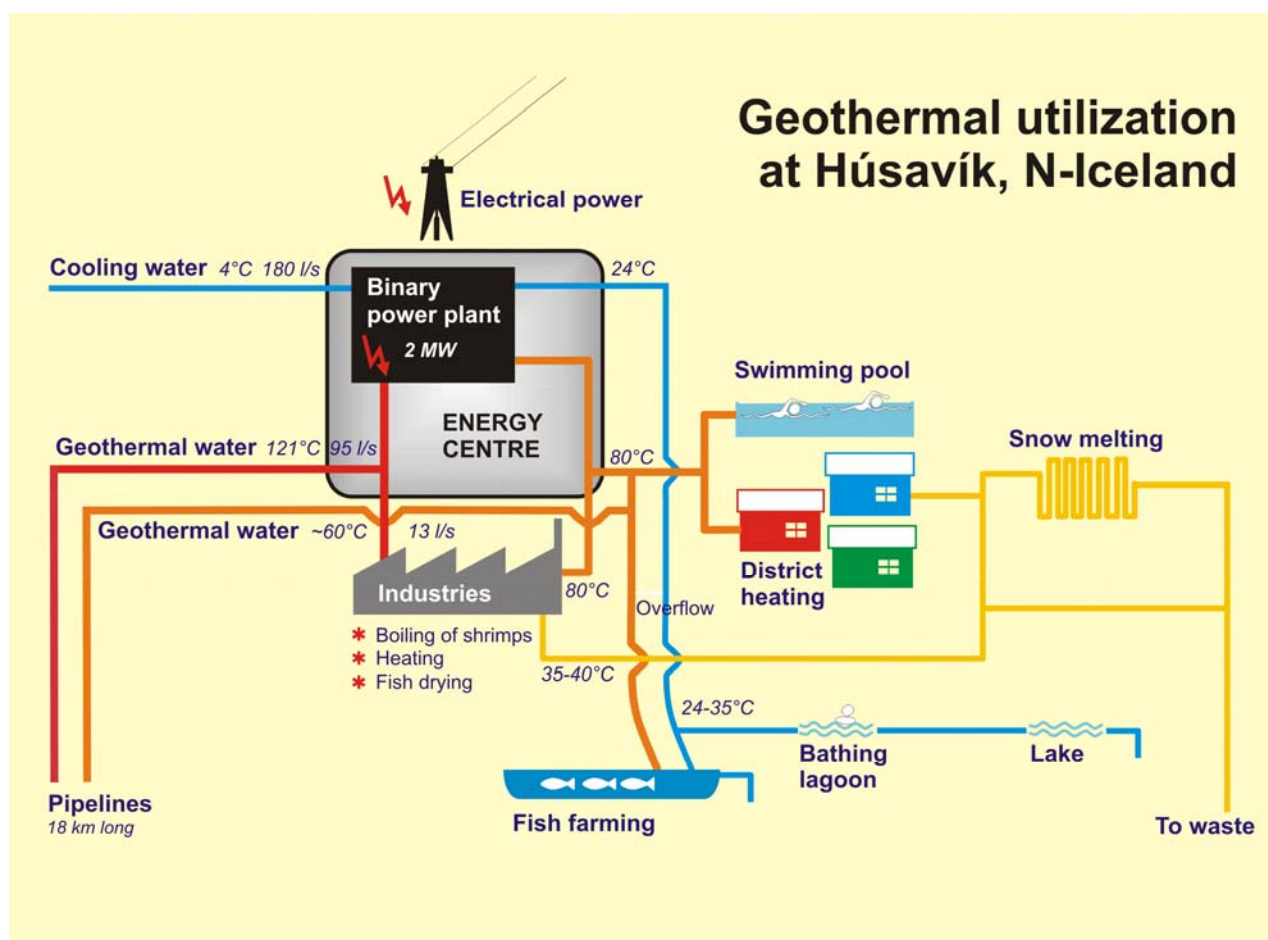 Geothermal utilization
at Húsavík, N-Iceland
Electrical power
Cooling water 4°C 180 l/s
24°C
Binary
power plant
2 MW
ENERGY
CENTRE
Swimming pool
Geothermal water 121°C 95 l/s
80°C
Snow melting
Geothermal water ~60°C 13 l/s
Industries
80°C
Overflow
District
heating
* Boiling of shrimps
* Heating
* Fish drying
35-40°C
24-35°C
Bathing
lagoon
Lake
Pipelines
18 km long
Fish farming
To waste